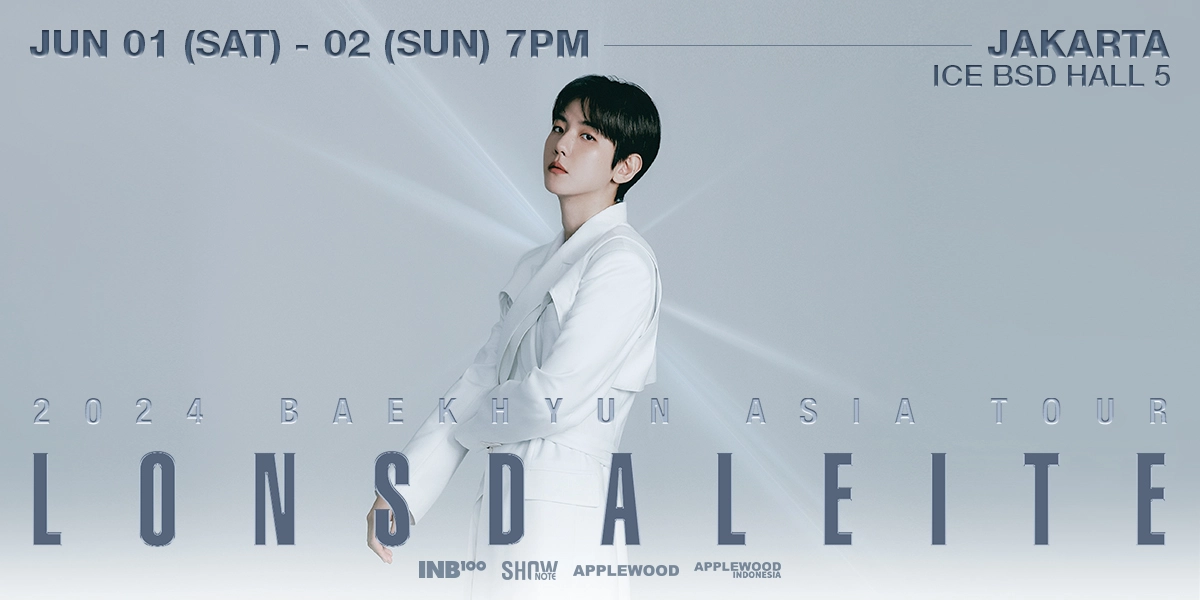 JUN 01 (SAT) - 02 (SUN) 7PM
JAKARTA
ICE BSD HALL 5
2024 BAEKHYUN ASIA TOUR
LONSDALEITE
INB100 SHOW NOTE APPLEWOOD APPLEWOOD INDONESIA